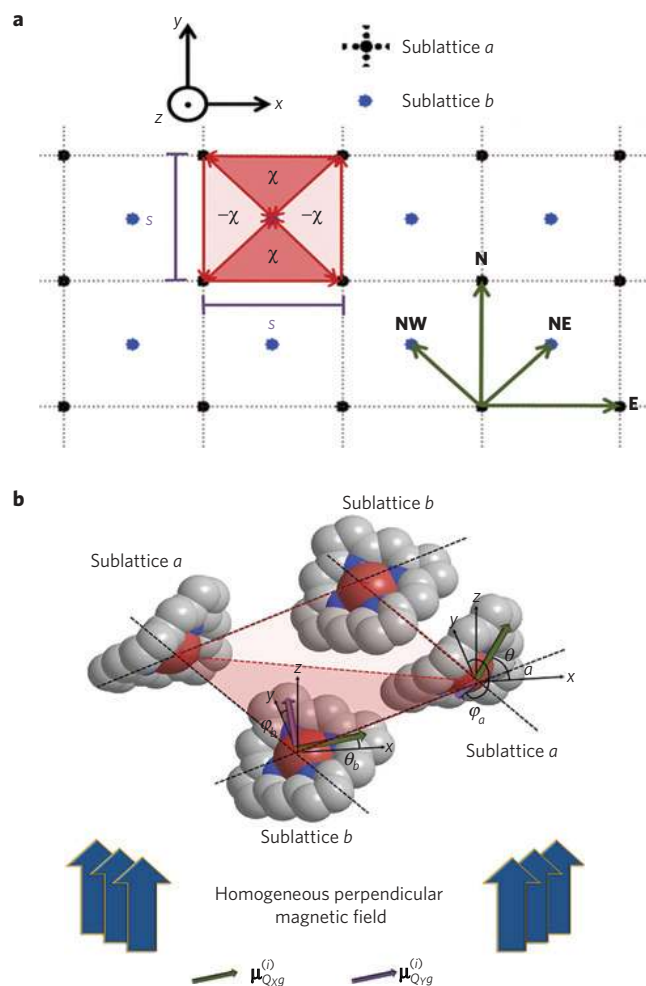 a
y
z
x
Sublattice a
Sublattice b
s
χ
−χ
−χ
χ
s
N
NW
NE
E
b
Sublattice b
Sublattice a
z
y
θ
a
x
φa
Sublattice a
z
y
φb
x
θb
Sublattice b
Homogeneous perpendicular
magnetic field
μ(i)QXg
μ(i)QYg